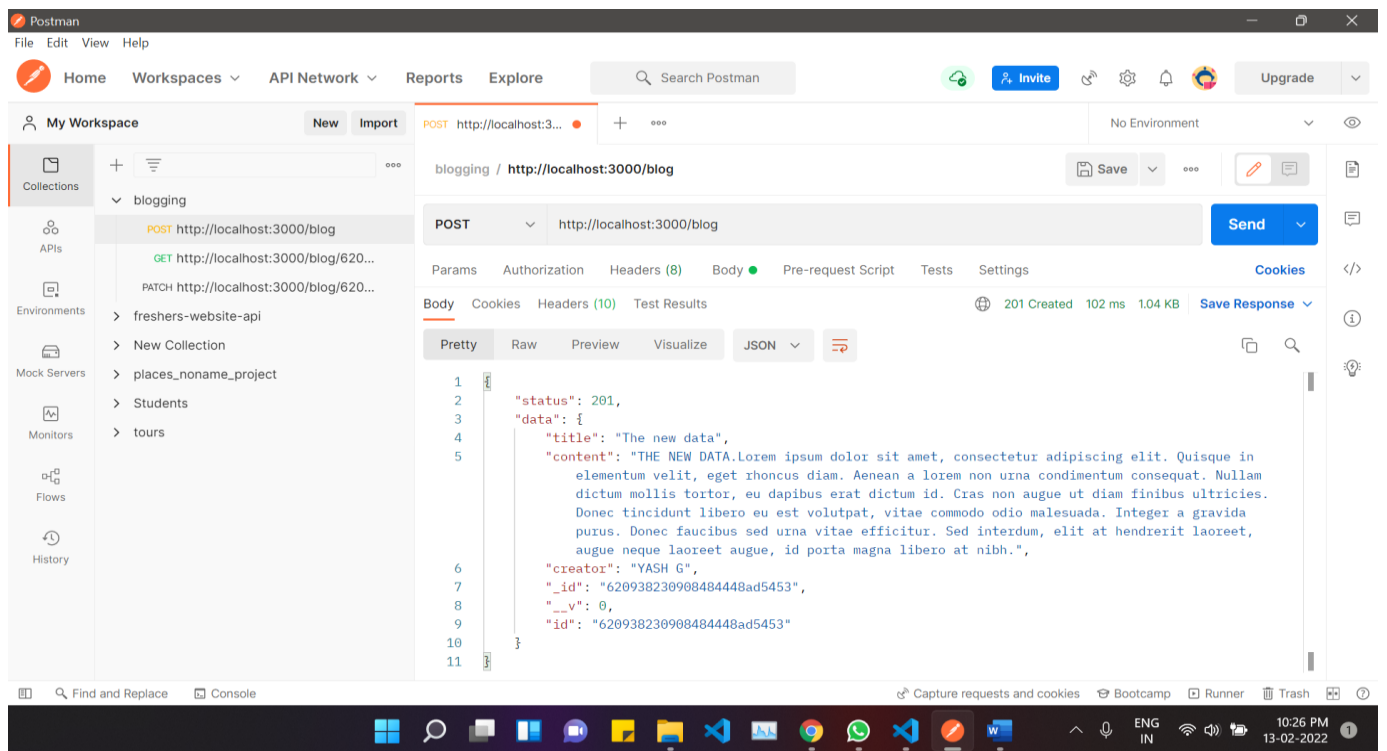 Postman
File Edit View Help
Home Workspaces API Network Reports Explore Search Postman Invite Upgrade
My Workspace New Import POST http://localhost:3... No Environment
Collections
APIs
Environments
Mock Servers
Monitors
Flows
History
blogging
POST http://localhost:3000/blog
GET http://localhost:3000/blog/620...
PATCH http://localhost:3000/blog/620...
freshers-website-api
New Collection
places_noname_project
Students
tours
blogging / http://localhost:3000/blog Save
POST http://localhost:3000/blog Send
Params Authorization Headers (8) Body Pre-request Script Tests Settings Cookies
Body Cookies Headers (10) Test Results 201 Created 102 ms 1.04 KB Save Response
Pretty Raw Preview Visualize JSON
1 {
2 "status": 201,
3 "data": {
4 "title": "The new data",
5 "content": "THE NEW DATA.Lorem ipsum dolor sit amet, consectetur adipiscing elit. Quisque in
elementum velit, eget rhoncus diam. Aenean a lorem non urna condimentum consequat. Nullam
dictum mollis tortor, eu dapibus erat dictum id. Cras non augue ut diam finibus ultricies.
Donec tincidunt libero eu est volutpat, vitae commodo odio malesuada. Integer a gravida
purus. Donec faucibus sed urna vitae efficitur. Sed interdum, elit at hendrerit laoreet,
augue neque laoreet augue, id porta magna libero at nibh.",
6 "creator": "YASH G",
7 "_id": "620938230908484448ad5453",
8 "__v": 0,
9 "id": "620938230908484448ad5453"
10 }
11 }
Find and Replace Console Capture requests and cookies Bootcamp Runner Trash
ENG
IN
10:26 PM
13-02-2022
1